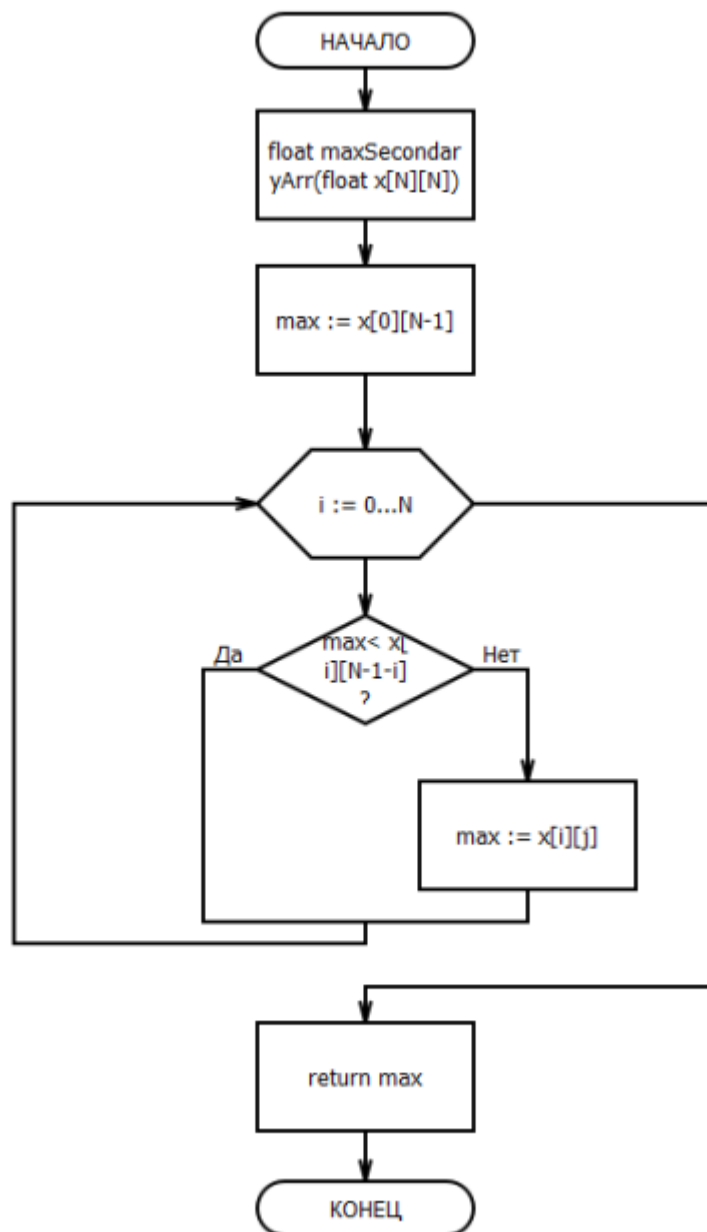 НАЧАЛО
float maxSecondar
yArr(float x[N][N])
max := x[0][N-1]
i := 0...N
max< x[
i][N-1-i]
?
Да
Нет
max := x[i][j]
return max
КОНЕЦ